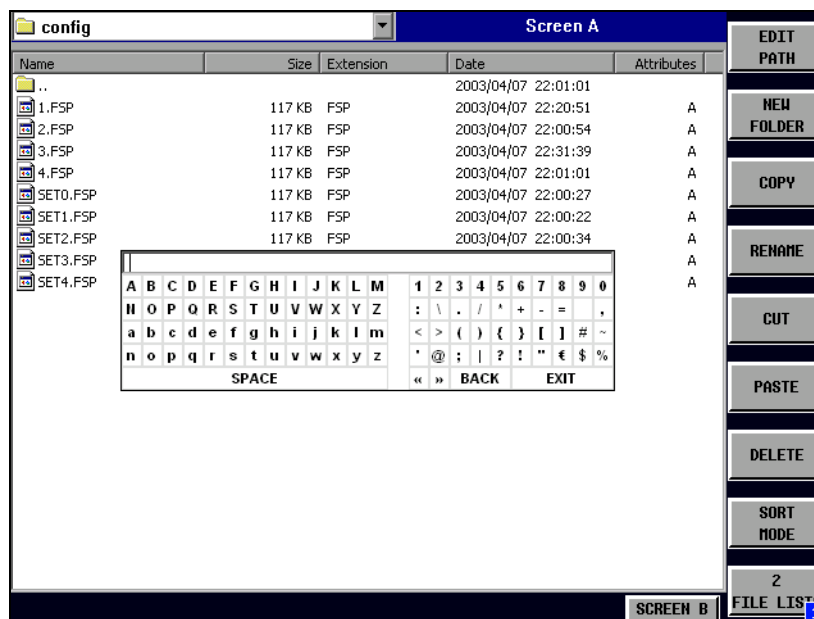 config
Screen A
Name Size Extension Date Attributes
.. 2003/04/07 22:01:01
1.FSP 117 KB FSP 2003/04/07 22:20:51 A
2.FSP 117 KB FSP 2003/04/07 22:00:54 A
3.FSP 117 KB FSP 2003/04/07 22:31:39 A
4.FSP 117 KB FSP 2003/04/07 22:01:01 A
SET0.FSP 117 KB FSP 2003/04/07 22:00:27 A
SET1.FSP 117 KB FSP 2003/04/07 22:00:22 A
SET2.FSP 117 KB FSP 2003/04/07 22:00:34 A
SET3.FSP A
SET4.FSP A
A B C D E F G H I J K L M 1 2 3 4 5 6 7 8 9 0
N O P Q R S T U V W X Y Z : \ . / * + - = ,
a b c d e f g h i j k l m < > ( ) { } [ ] # ~
n o p q r s t u v w x y z ' @ ; | ? ! " € $ %
SPACE « » BACK EXIT
EDIT
PATH
NEW
FOLDER
COPY
RENAME
CUT
PASTE
DELETE
SORT
MODE
2
FILE LISTS
SCREEN B